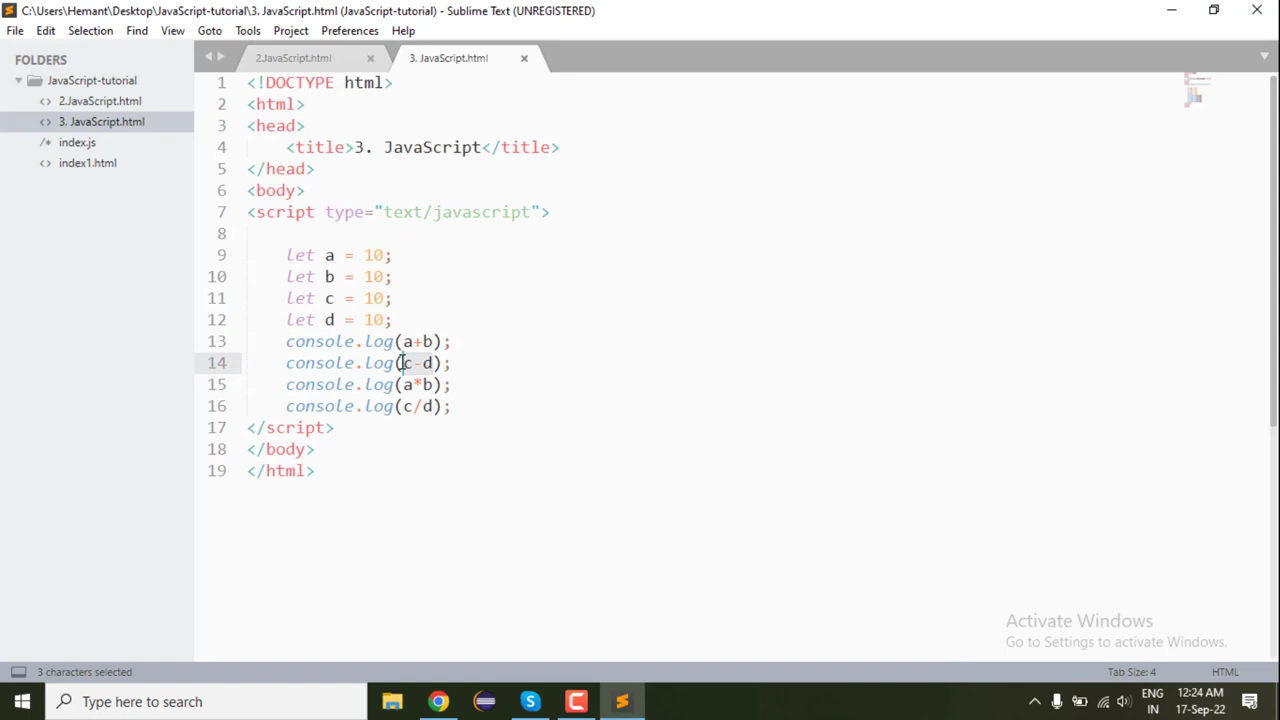 C:\Users\Hemant\Desktop\JavaScript-tutorial\3. JavaScript.html (JavaScript-tutorial) - Sublime Text (UNREGISTERED)
File Edit Selection Find View Goto Tools Project Preferences Help
FOLDERS
JavaScript-tutorial
2.JavaScript.html
3. JavaScript.html
index.js
index1.html
2.JavaScript.html
3. JavaScript.html
1 <!DOCTYPE html>
2 <html>
3 <head>
4 <title>3. JavaScript</title>
5 </head>
6 <body>
7 <script type="text/javascript">
8
9 let a = 10;
10 let b = 10;
11 let c = 10;
12 let d = 10;
13 console.log(a+b);
14 console.log(c-d);
15 console.log(a*b);
16 console.log(c/d);
17 </script>
18 </body>
19 </html>
Activate Windows
Go to Settings to activate Windows.
3 characters selected
Tab Size: 4
HTML
Type here to search
ENG
IN
12:24 AM
17-Sep-22